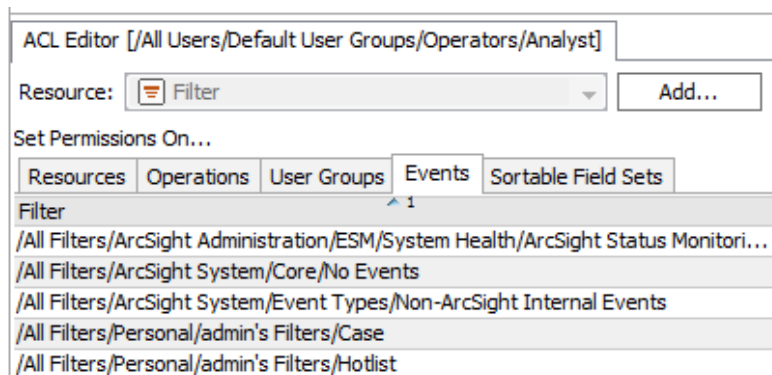 ACL Editor [/All Users/Default User Groups/Operators/Analyst]
Resource: Filter Add...
Set Permissions On...
Resources Operations User Groups Events Sortable Field Sets
Filter 1
/All Filters/ArcSight Administration/ESM/System Health/ArcSight Status Monitori...
/All Filters/ArcSight System/Core/No Events
/All Filters/ArcSight System/Event Types/Non-ArcSight Internal Events
/All Filters/Personal/admin's Filters/Case
/All Filters/Personal/admin's Filters/Hotlist